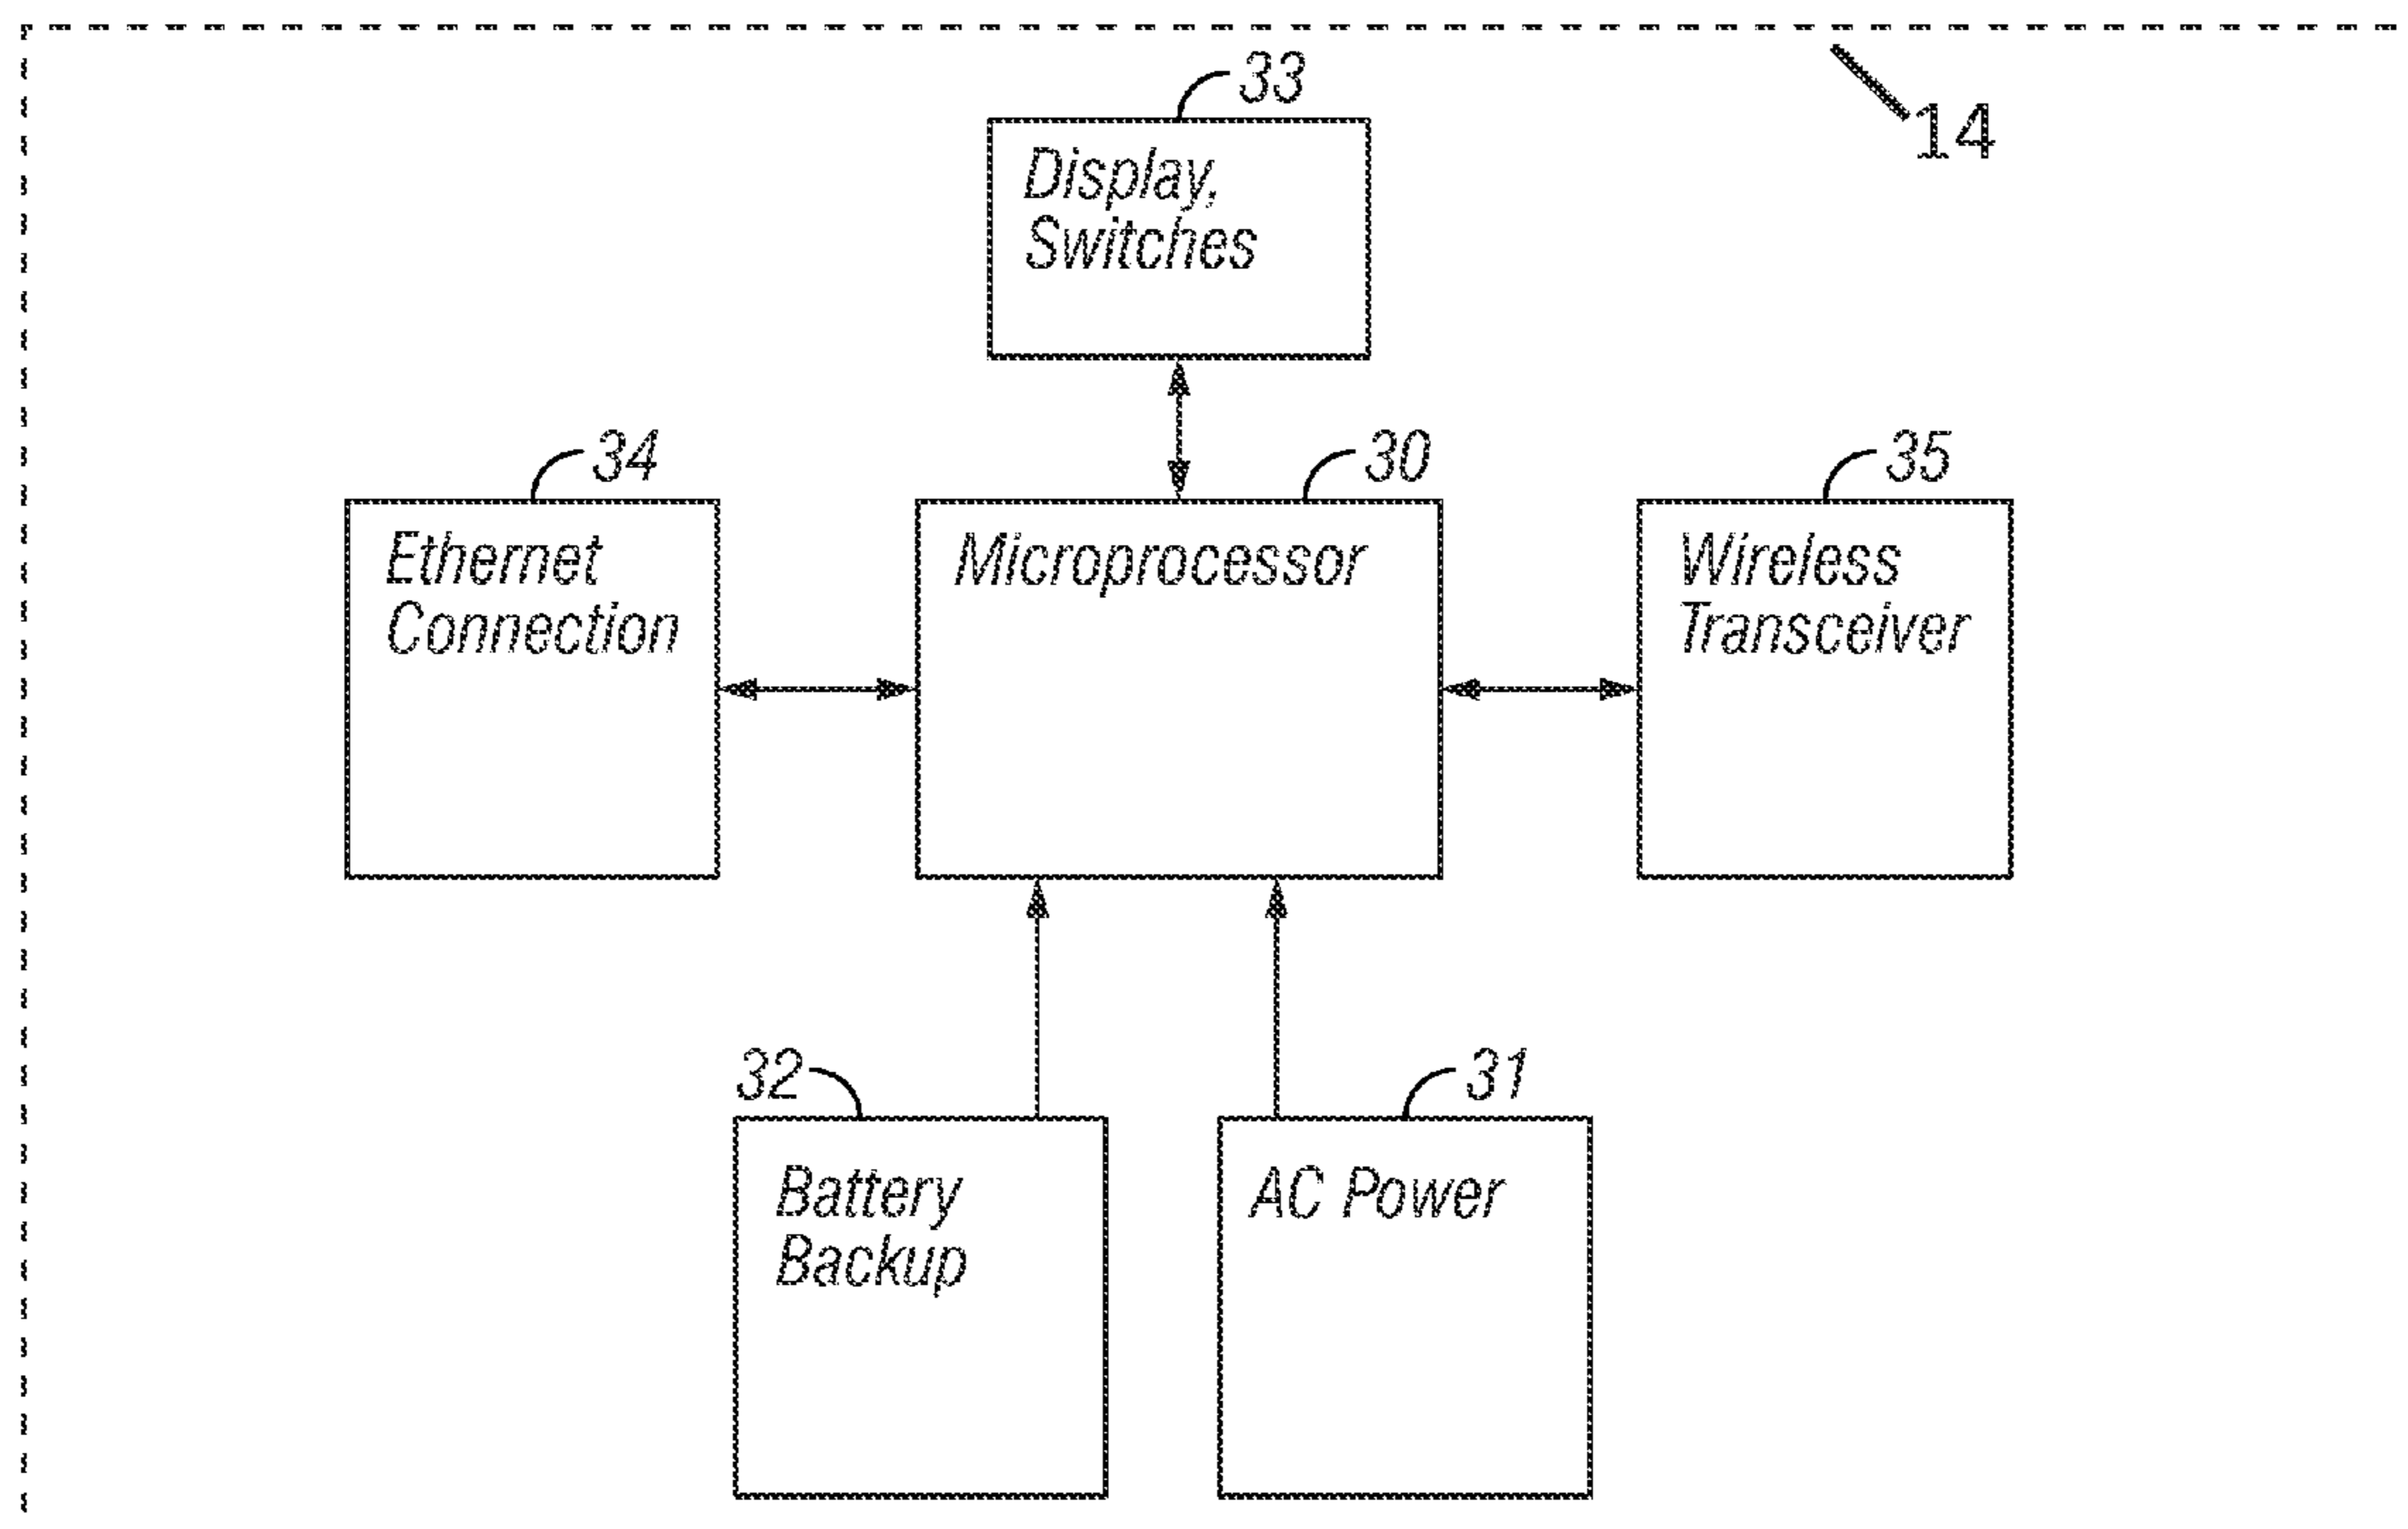 33
14
Display,
Switches
34
30
35
Ethernet
Connection
Microprocessor
Wireless
Transceiver
32
31
Battery
Backup
AC Power